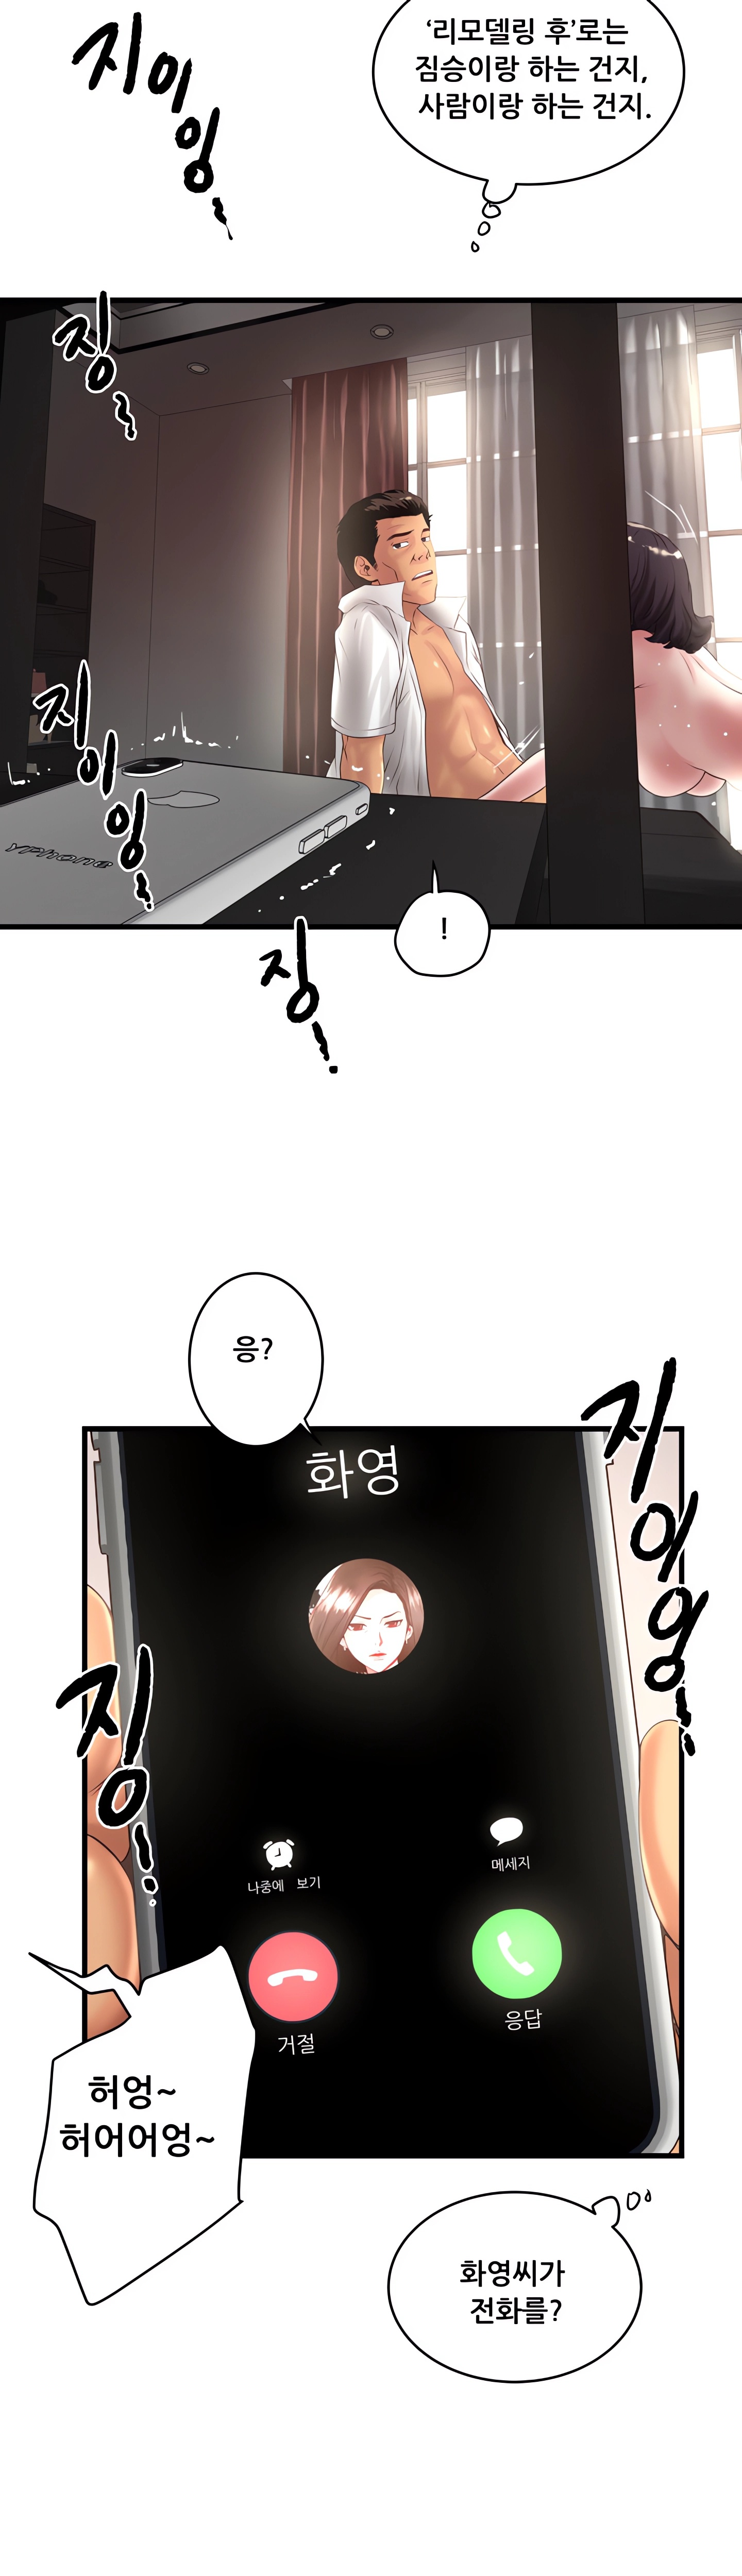 ‘리모델링 후’로는
짐승이랑 하는 건지,
사람이랑 하는 건지.
지이잉
징
지이잉
yPhone
!
징
응?
화영
지이잉
징
나중에 보기
메세지
거절
응답
허엉~
허어어엉~
화영씨가
전화를?